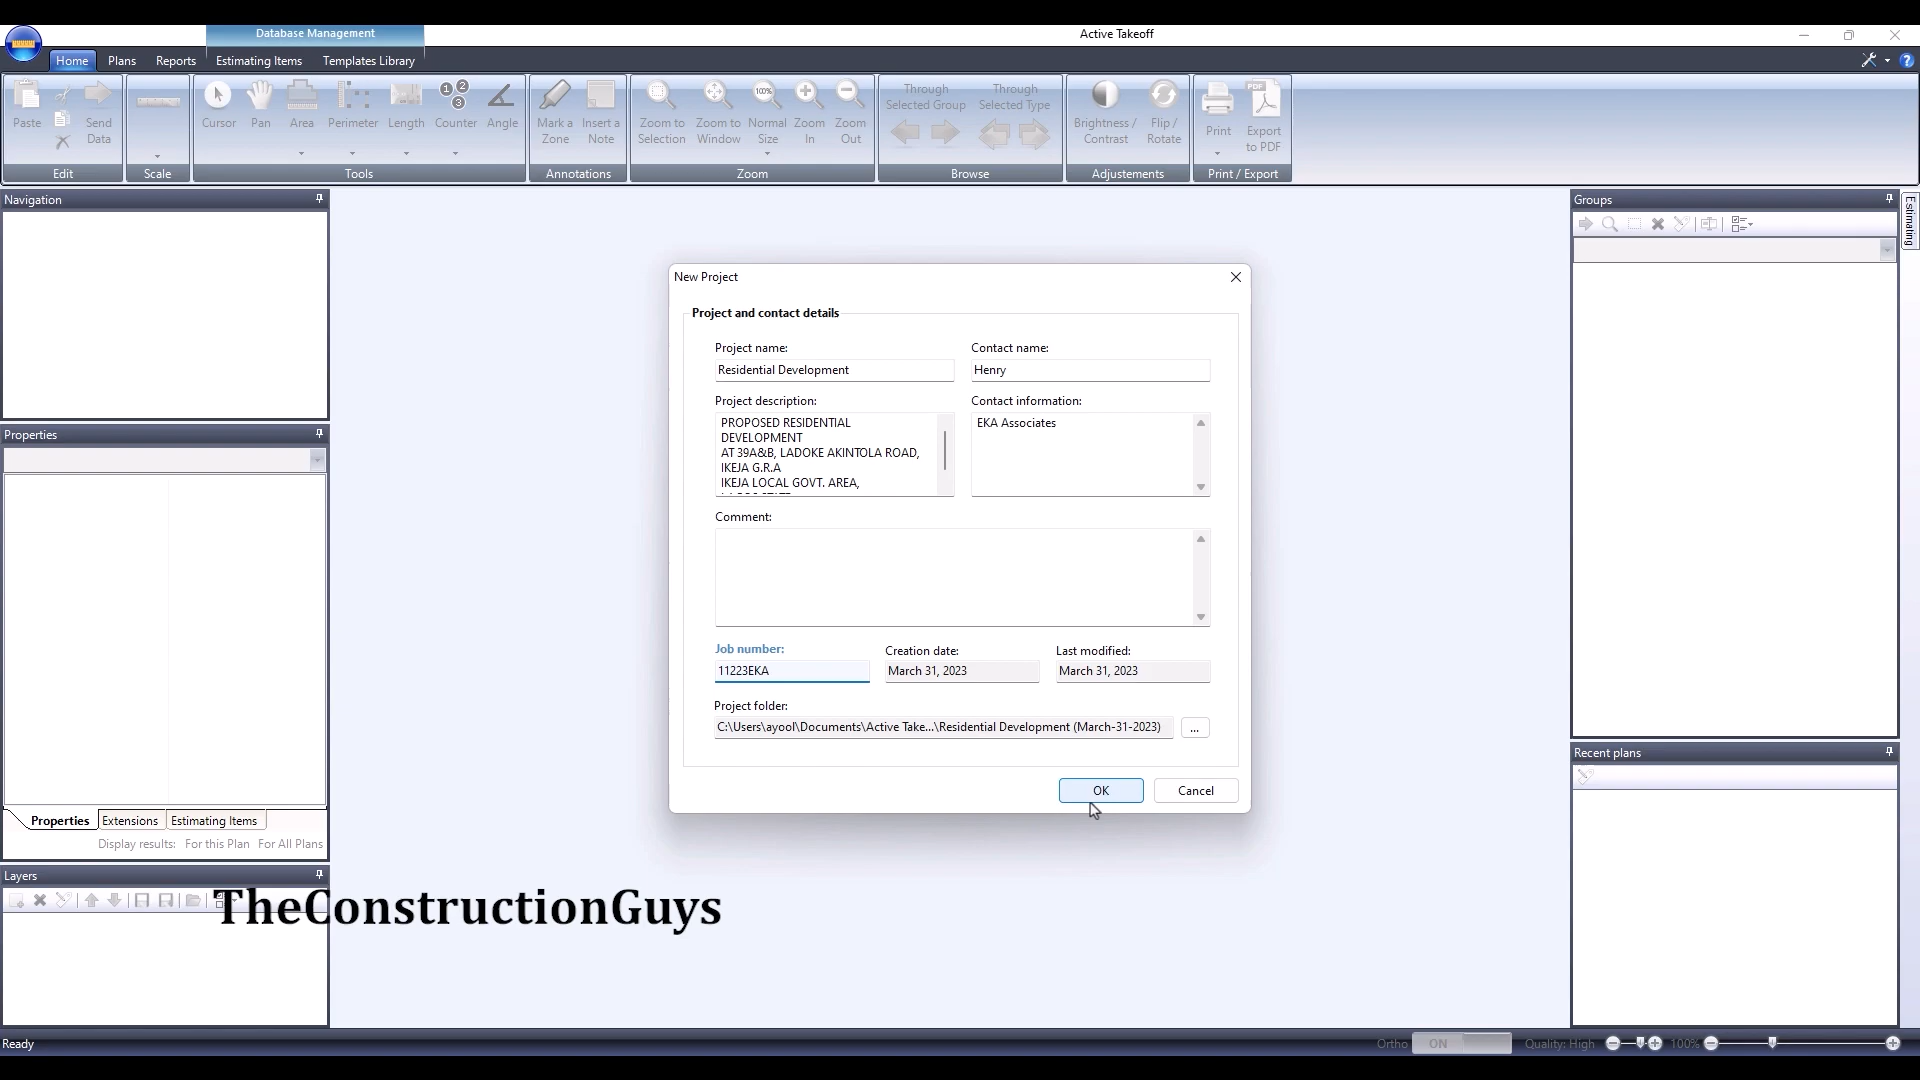 Database Management
Active Takeoff
Home
Plans
Reports
Estimating Items
Templates Library
Paste
Send
Data
Edit
Scale
Cursor
Pan
Area
Perimeter
Length
Counter
Angle
Tools
Mark a
Zone
Insert a
Note
Annotations
Zoom to
Selection
Zoom to
Window
100%
Normal
Size
Zoom
In
Zoom
Out
Zoom
Through
Selected Group
Through
Selected Type
Browse
Brightness /
Contrast
Flip /
Rotate
Adjustements
Print
PDF
Export
to PDF
Print / Export
Navigation
Properties
Properties
Extensions
Estimating Items
Display results:
For this Plan
For All Plans
Layers
Groups
Estimating
Recent plans
New Project
Project and contact details
Project name:
Residential Development
Contact name:
Henry
Project description:
PROPOSED RESIDENTIAL
DEVELOPMENT
AT 39A&B, LADOKE AKINTOLA ROAD,
IKEJA G.R.A
IKEJA LOCAL GOVT. AREA,
Contact information:
EKA Associates
Comment:
Job number:
11223EKA
Creation date:
March 31, 2023
Last modified:
March 31, 2023
Project folder:
C:\Users\ayool\Documents\Active Take...\Residential Development (March-31-2023)
...
OK
Cancel
TheConstructionGuys
Ready
Ortho
ON
Quality: High
100%